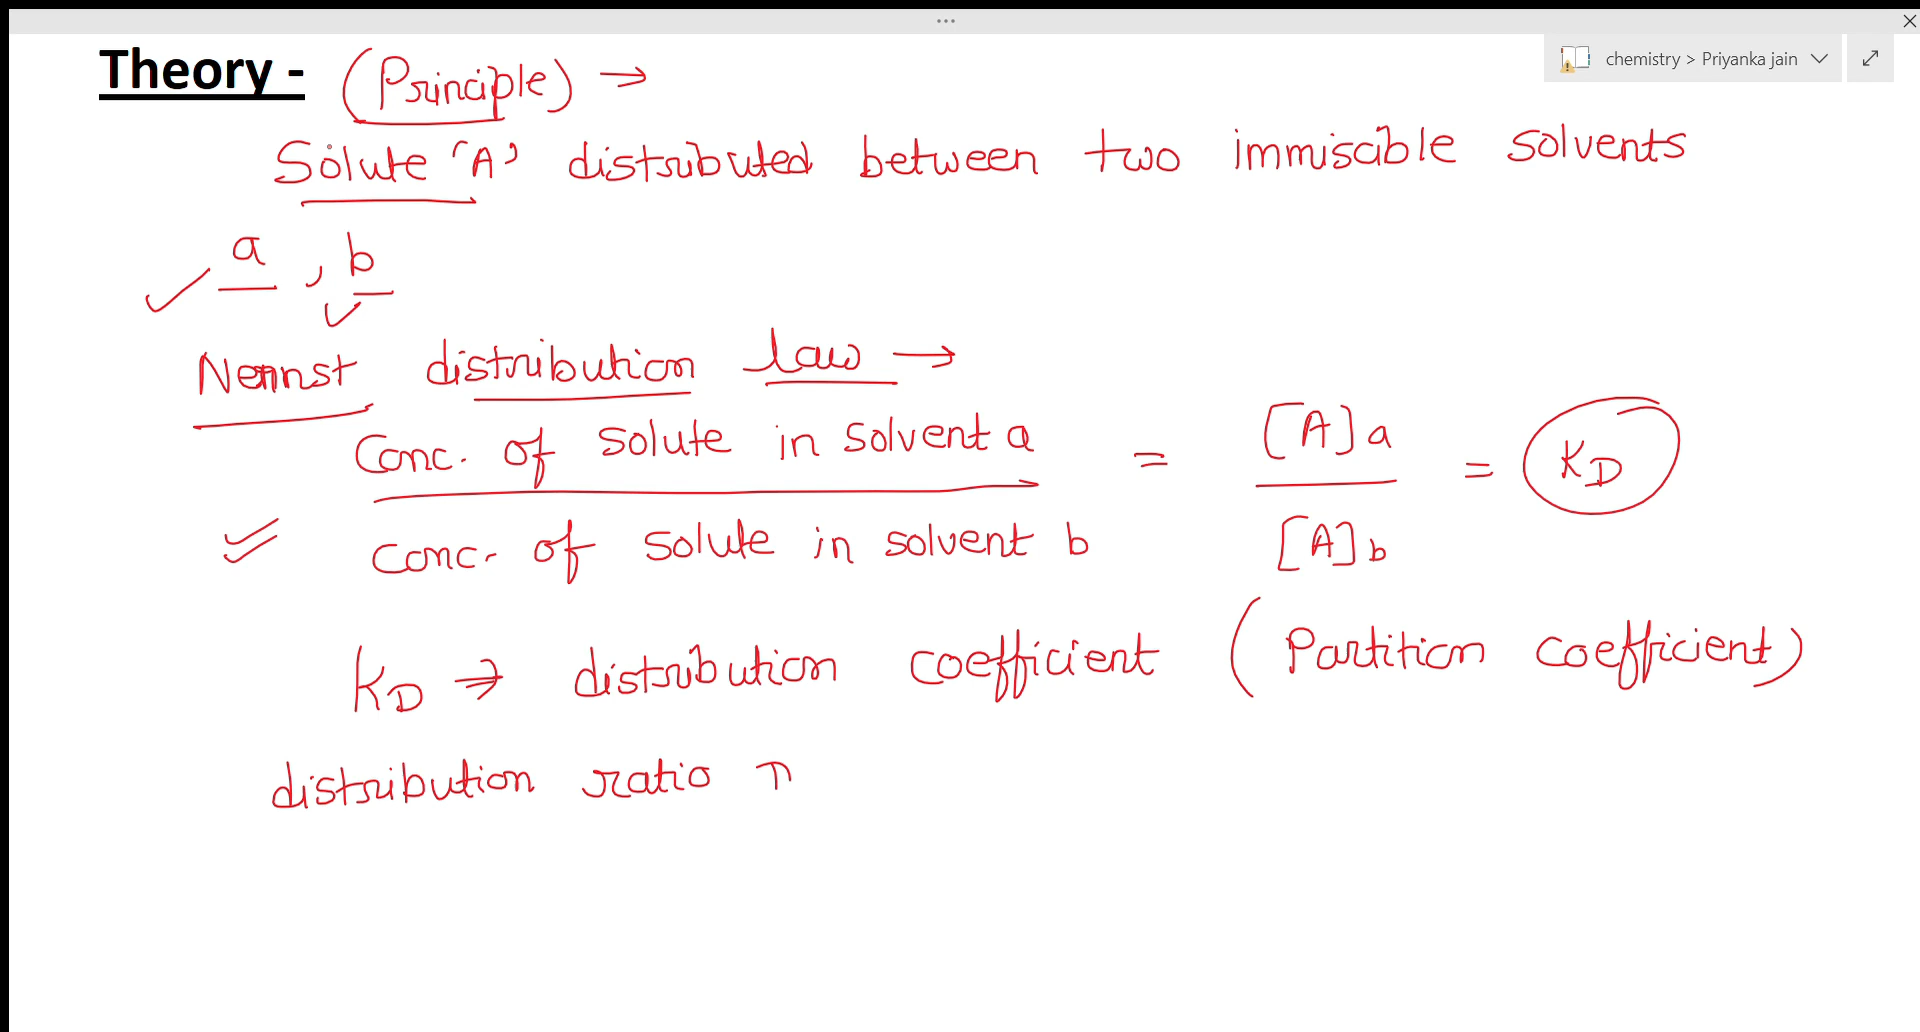 Theory - (Principle) →
chemistry > Priyanka jain
Solute 'A' distributed between two immiscible solvents
a , b
Nernst distribution law →
Conc. of solute in solvent a = [A]a = KD
Conc. of solute in solvent b [A]b
KD → distribution coefficient (Partition coefficient)
distribution ratio